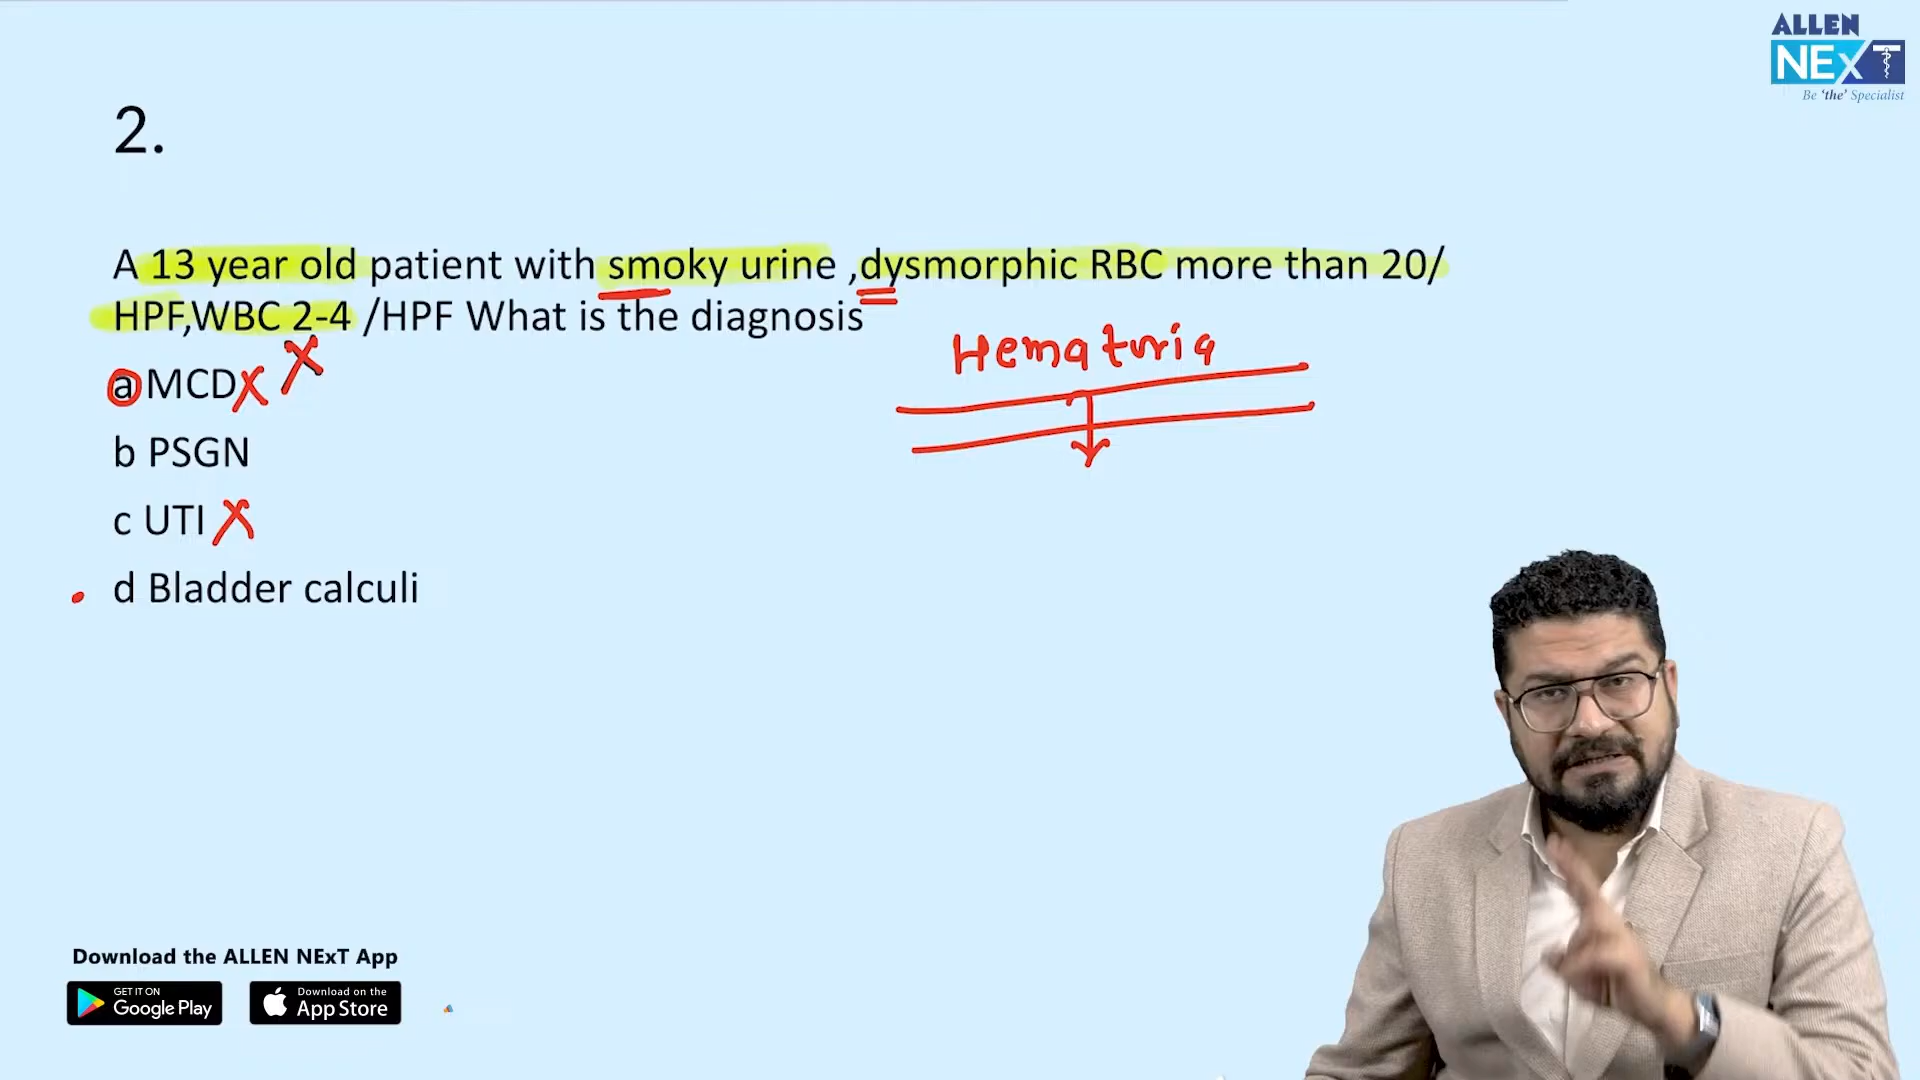 ALLEN
NExT
Be 'the' Specialist
2.
A 13 year old patient with smoky urine ,dysmorphic RBC more than 20/
HPF,WBC 2-4 /HPF What is the diagnosis
Hematuria
a MCD X X
b PSGN
c UTI X
d Bladder calculi
Download the ALLEN NExT App
GET IT ON
Google Play
Download on the
App Store